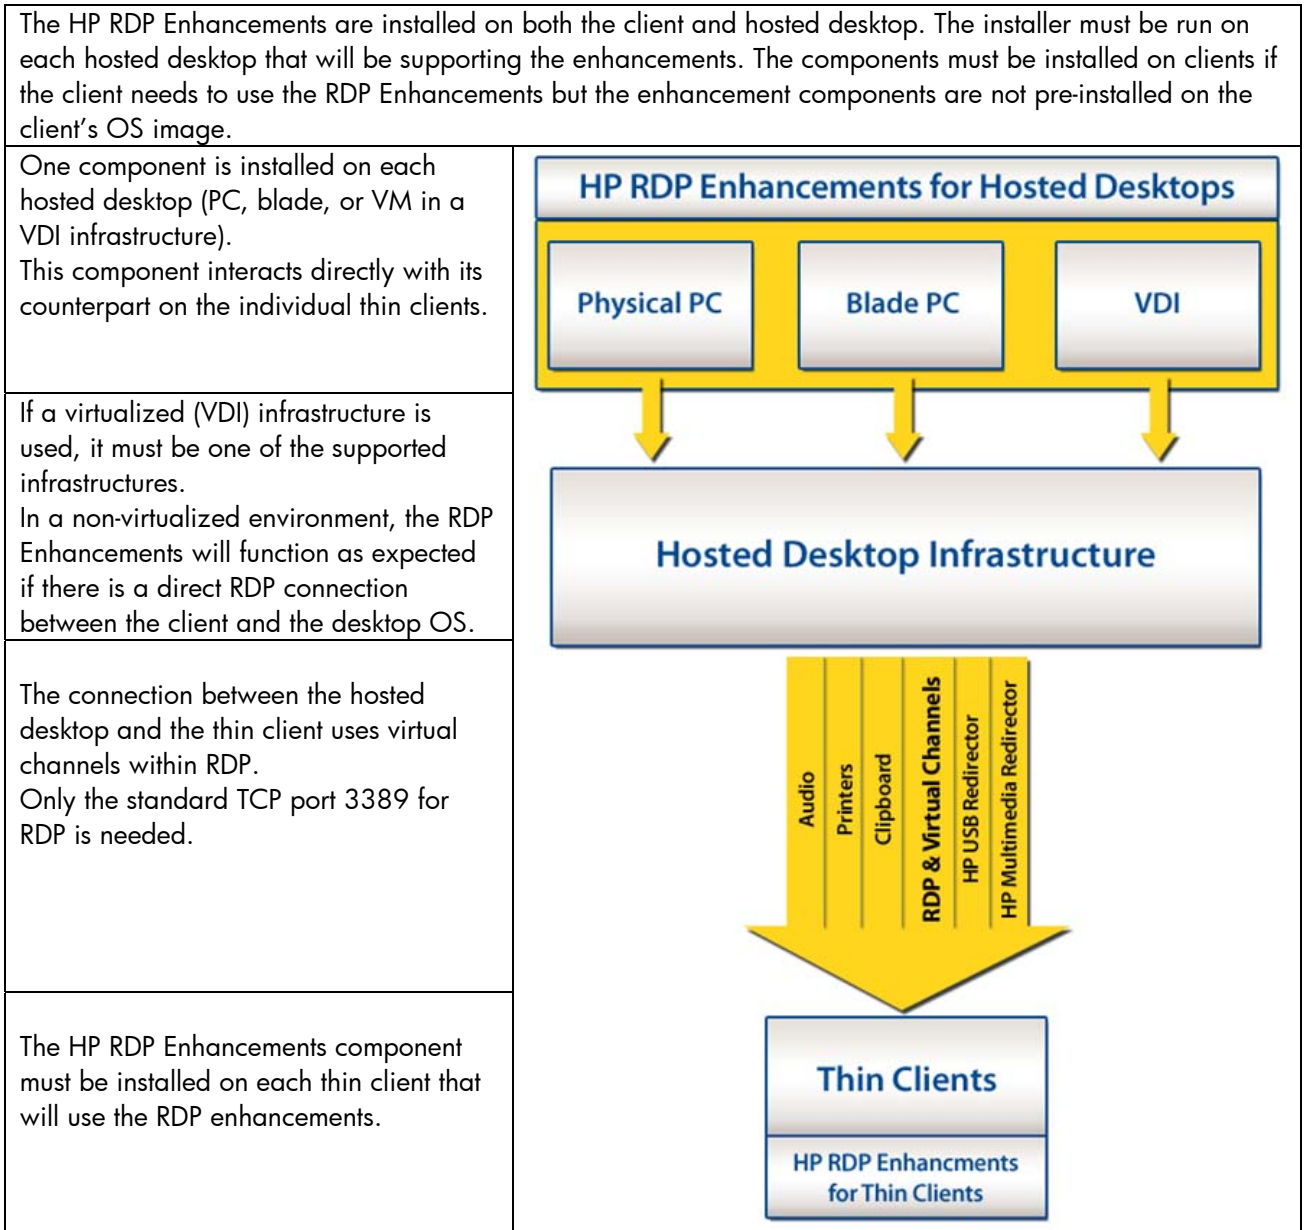 The HP RDP Enhancements are installed on both the client and hosted desktop. The installer must be run on
each hosted desktop that will be supporting the enhancements. The components must be installed on clients if
the client needs to use the RDP Enhancements but the enhancement components are not pre-installed on the
client's OS image.
One component is installed on each
hosted desktop (PC, blade, or VM in a
VDI infrastructure).
This component interacts directly with its
counterpart on the individual thin clients.
If a virtualized (VDI) infrastructure is
used, it must be one of the supported
infrastructures.
In a non-virtualized environment, the RDP
Enhancements will function as expected
if there is a direct RDP connection
between the client and the desktop OS.
The connection between the hosted
desktop and the thin client uses virtual
channels within RDP.
Only the standard TCP port 3389 for
RDP is needed.
The HP RDP Enhancements component
must be installed on each thin client that
will use the RDP enhancements.
HP RDP Enhancements for Hosted Desktops
Physical PC
Blade PC
VDI
Hosted Desktop Infrastructure
Audio
Printers
Clipboard
RDP & Virtual Channels
HP USB Redirector
HP Multimedia Redirector
Thin Clients
HP RDP Enhancments
for Thin Clients